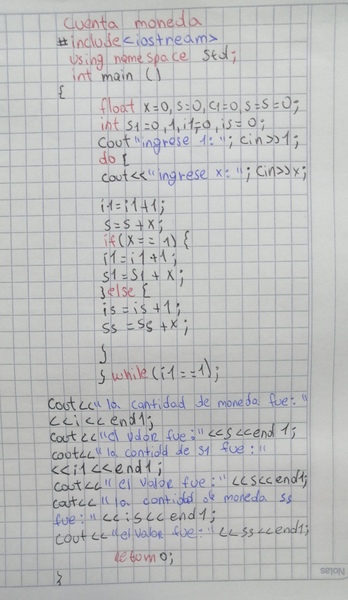 Cuenta moneda
#include<iostream>
using namespace std;
int main ()
{
float x=0, s=0, c1=0, s=s=0;
int s1=0, 1, i1=0, is=0;
cout "ingrese 1: "; cin>>1;
do {
cout<<"ingrese x: "; cin>>x;
i1=i1+1;
s=s+x;
if(x==1) {
i1=i1+1;
s1=s1+x;
}else {
is=is+1;
ss=ss+x;
}
} while(i1==1);
Cout<<" la cantidad de moneda fue: "
<<i<<end1;
cout<<"el valor fue: "<<s<<end 1;
cout<<" la cantidad de s1 fue: "
<<i1<<end1;
cout<<" el valor fue: "<<s<<end1;
cout<<" la cantidad de moneda ss
fue: "<<is<<end1;
cout<<"el valor fue: "<<ss<<end1;
return 0;
}
Notas